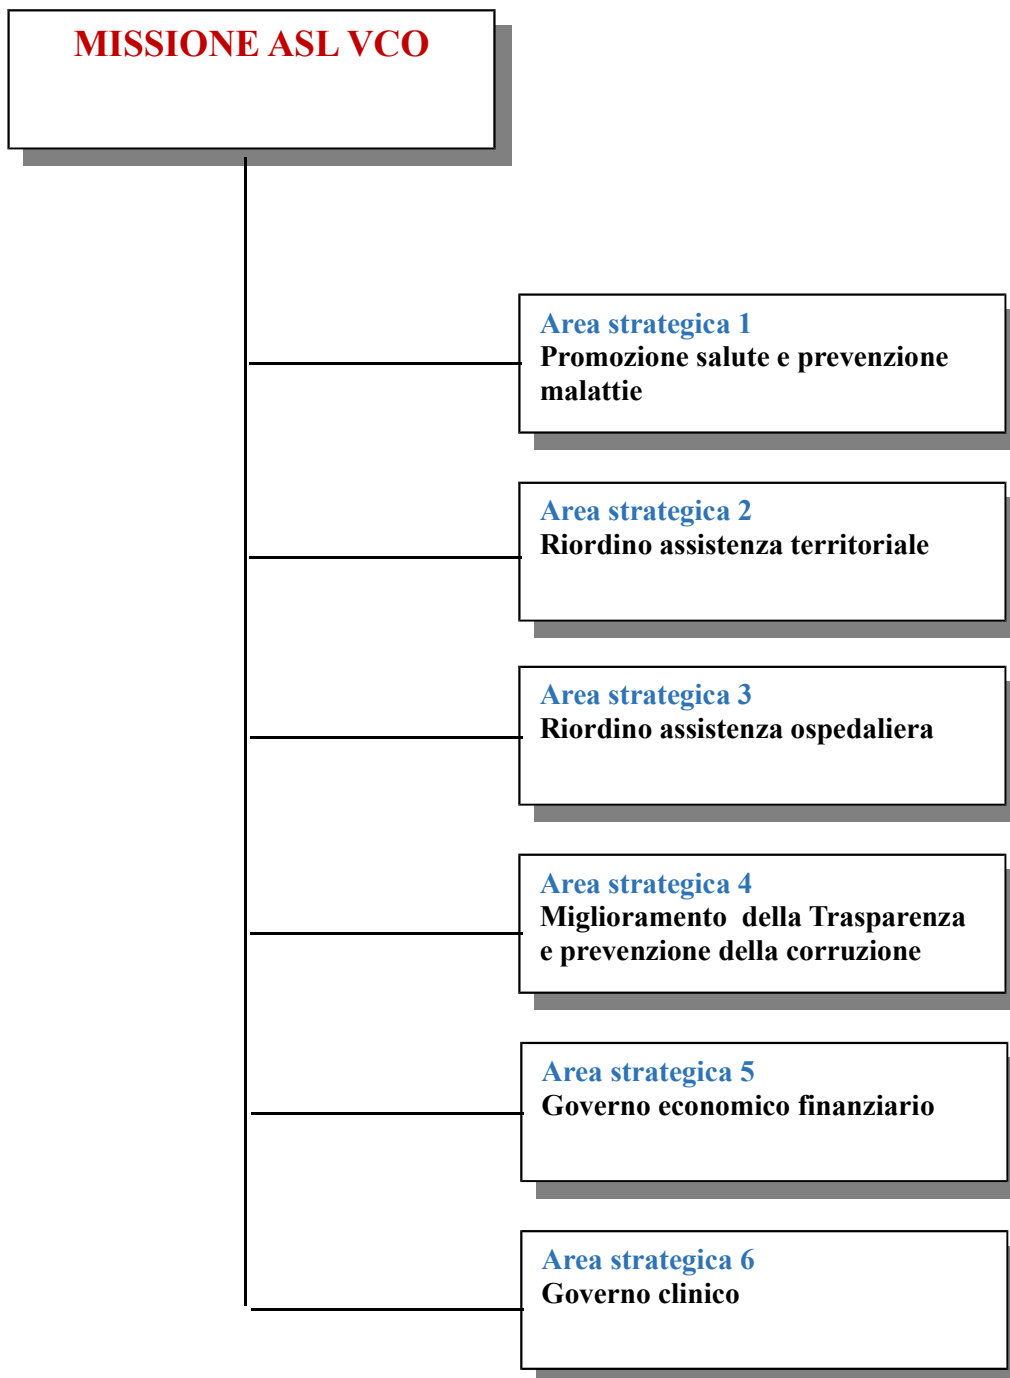 MISSIONE ASL VCO
Area strategica 1
Promozione salute e prevenzione
malattie
Area strategica 2
Riordino assistenza territoriale
Area strategica 3
Riordino assistenza ospedaliera
Area strategica 4
Miglioramento  della Trasparenza
e prevenzione della corruzione
Area strategica 5
Governo economico finanziario
Area strategica 6
Governo clinico